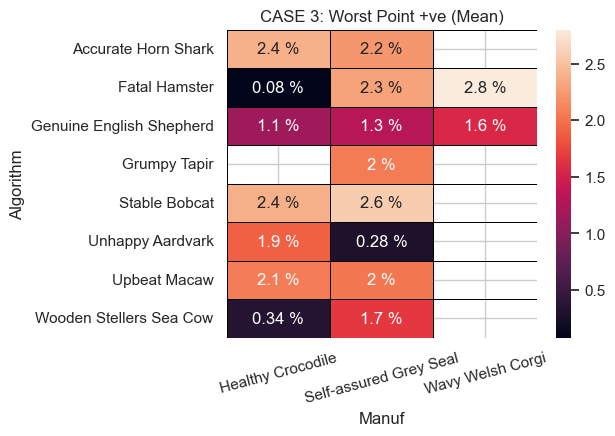 CASE 3: Worst Point +ve (Mean)
Algorithm
Accurate Horn Shark 2.4 % 2.2 %
Fatal Hamster 0.08 % 2.3 % 2.8 %
Genuine English Shepherd 1.1 % 1.3 % 1.6 %
Grumpy Tapir 2 %
Stable Bobcat 2.4 % 2.6 %
Unhappy Aardvark 1.9 % 0.28 %
Upbeat Macaw 2.1 % 2 %
Wooden Stellers Sea Cow 0.34 % 1.7 %
Healthy Crocodile
Self-assured Grey Seal
Wavy Welsh Corgi
Manuf
2.5
2.0
1.5
1.0
0.5